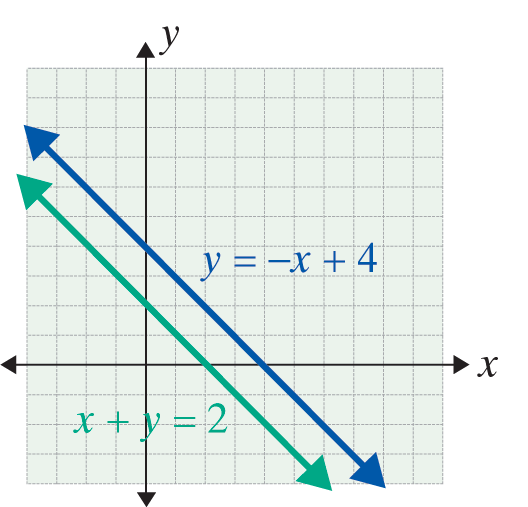 y
y = −x + 4
x
x + y = 2